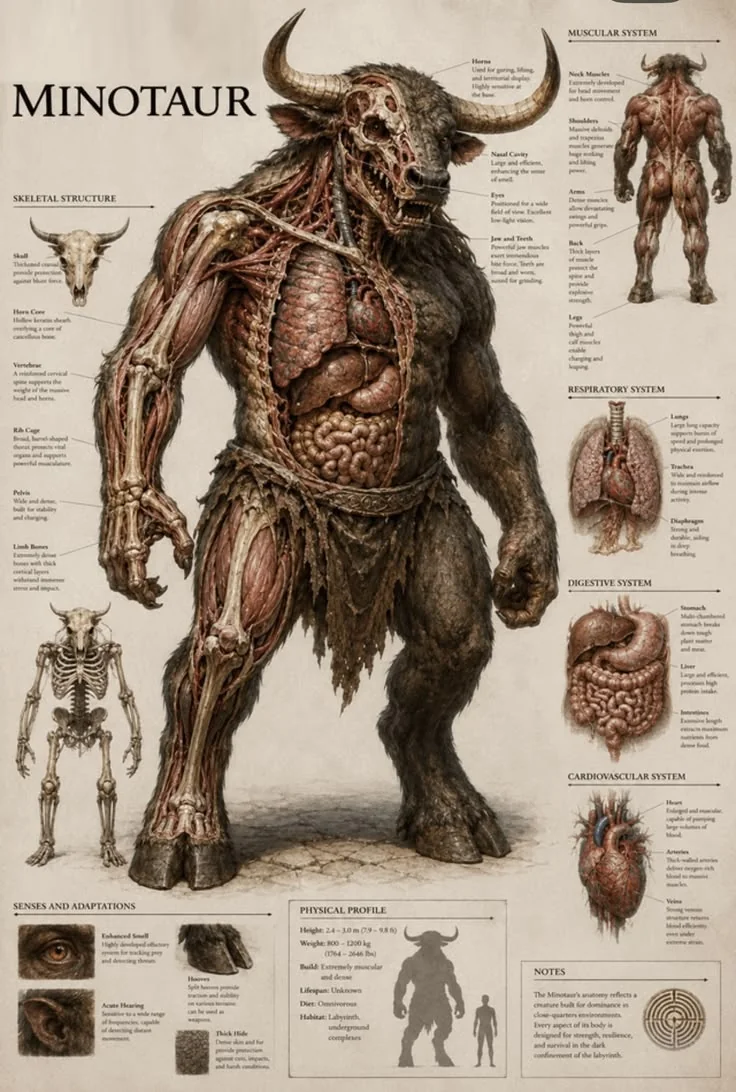 MINOTAUR
Horns
Used for goring, lifting,
and territorial display.
Highly sensitive at
the base.
Nasal Cavity
Large and efficient,
enhancing the sense
of smell.
Eyes
Positioned for a wide
field of view. Excellent
low-light vision.
Jaw and Teeth
Powerful jaw muscles
exert tremendous
bite force. Teeth are
broad and worn,
suited for grinding.
SKELETAL STRUCTURE
Skull
Thickened cranial
provide protection
against blunt force.
Horn Core
Hollow keratin sheath
overlying a core of
cancellous bone.
Vertebrae
A reinforced cervical
spine supports the
weight of the massive
head and horns.
Rib Cage
Broad, barrel-shaped
thorax protects vital
organs and supports
powerful musculature.
Pelvis
Wide and dense,
built for stability
and charging.
Limb Bones
Extremely dense
bones with thick
cortical layers
withstand immense
stress and impact.
MUSCULAR SYSTEM
Neck Muscles
Extremely developed
for head movement
and horn control.
Shoulders
Massive deltoids
and trapezius
muscles generate
huge striking
and lifting
power.
Arms
Dense muscles
allow devastating
swings and
powerful grips.
Back
Thick layers
of muscle
protect the
spine and
provide
explosive
strength.
Legs
Powerful
thigh and
calf muscles
enable
charging and
leaping.
RESPIRATORY SYSTEM
Lungs
Large lung capacity
supports bursts of
speed and prolonged
physical exertion.
Trachea
Wide and reinforced
to maintain airflow
during intense
activity.
Diaphragm
Strong and
durable, aiding
in deep
breathing.
DIGESTIVE SYSTEM
Stomach
Multi-chambered
stomach breaks
down tough
plant matter
and meat.
Liver
Large and efficient,
processes high
protein intake.
Intestines
Extensive length
extracts maximum
nutrients from
dense food.
CARDIOVASCULAR SYSTEM
Heart
Enlarged and muscular,
capable of pumping
large volumes of
blood.
Arteries
Thick-walled arteries
deliver oxygen-rich
blood to massive
muscles.
Veins
Strong venous
structure returns
blood efficiently,
even under
extreme strain.
SENSES AND ADAPTATIONS
Enhanced Smell
Highly developed olfactory
system for tracking prey
and detecting threats.
Acute Hearing
Sensitive to a wide range
of frequencies, capable
of detecting distant
movement.
Hooves
Split hooves provide
traction and stability
on various terrains,
can be used as
weapons.
Thick Hide
Dense skin and fur
provide protection
against cuts, impacts,
and harsh conditions.
PHYSICAL PROFILE
Height: 2.4 – 3.0 m (7.9 – 9.8 ft)
Weight: 800 – 1200 kg
(1764 – 2646 lbs)
Build: Extremely muscular
and dense
Lifespan: Unknown
Diet: Omnivorous
Habitat: Labyrinth,
underground
complexes
NOTES
The Minotaur's anatomy reflects a
creature built for dominance in
close-quarters environments.
Every aspect of its body is
designed for strength, resilience,
and survival in the dark
confinement of the labyrinth.